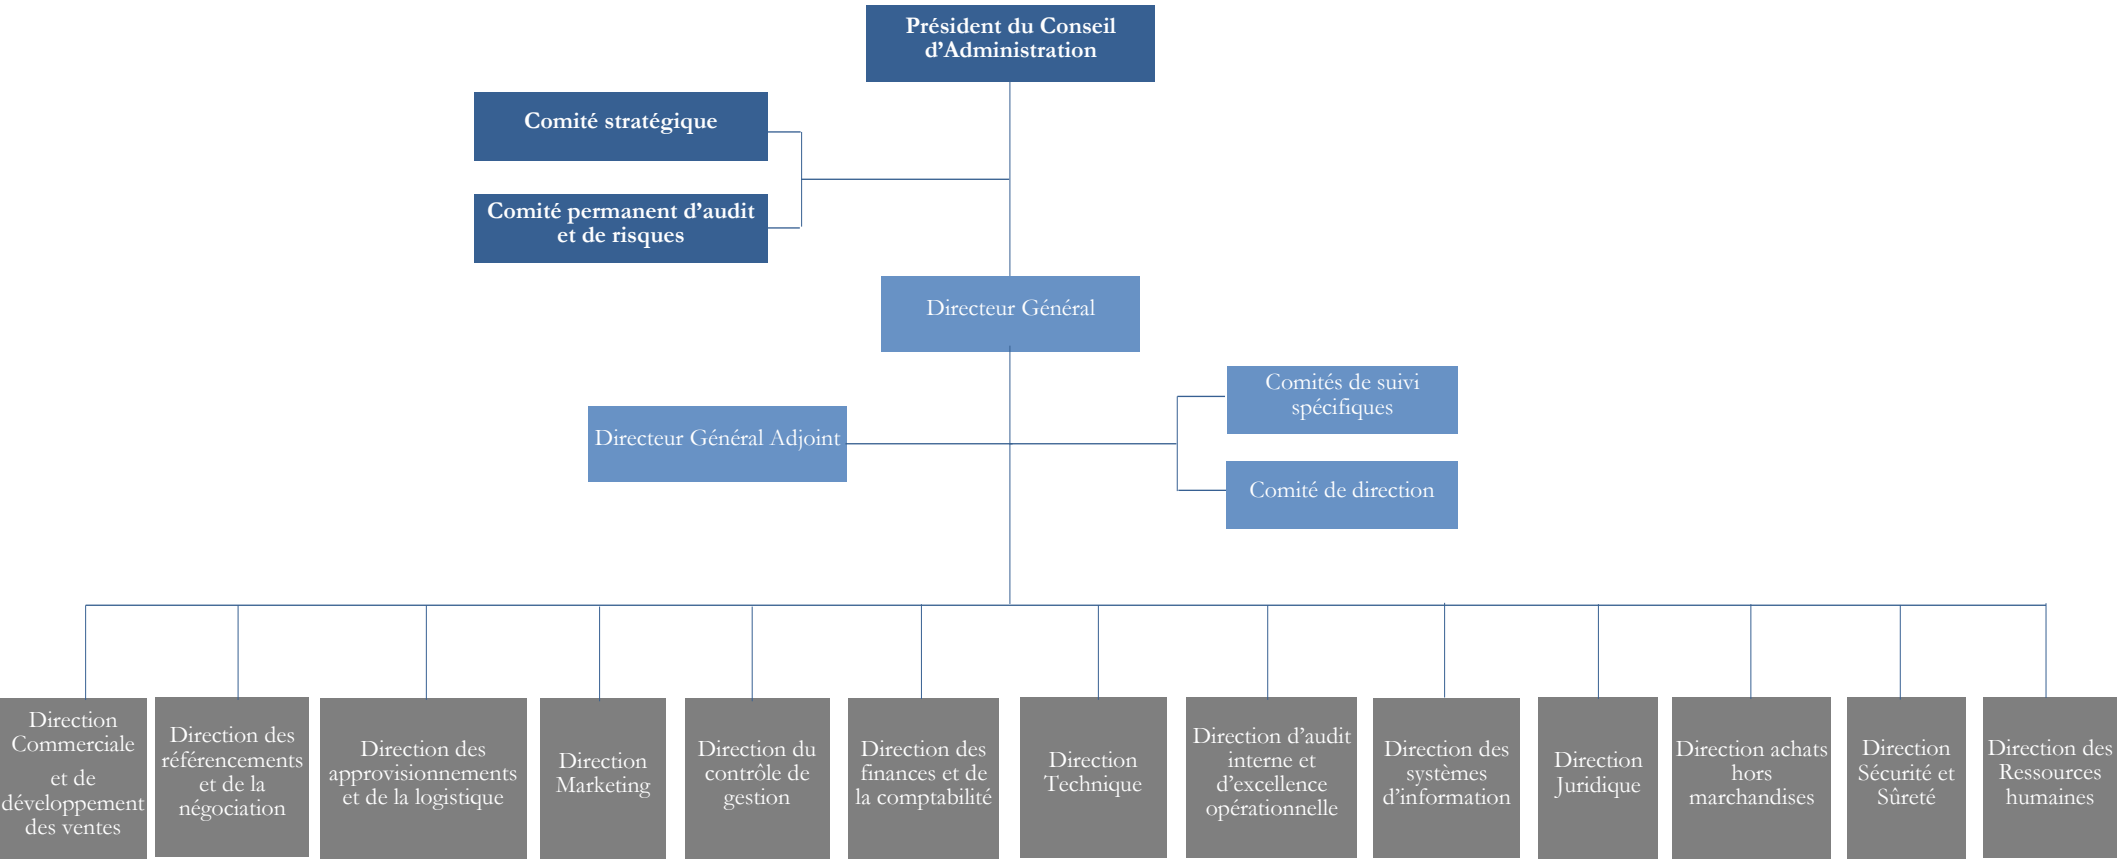 Président du Conseil
d’Administration
Comité stratégique
Comité permanent d’audit
et de risques
Directeur Général
Comités de suivi
spécifiques
Directeur Général Adjoint
Comité de direction
Direction
Commerciale
et de
développement
des ventes
Direction des
référencements
et de la
négociation
Direction des
approvisionnements
et de la logistique
Direction
Marketing
Direction du
contrôle de
gestion
Direction des
finances et de
la comptabilité
Direction
Technique
Direction d’audit
interne et
d’excellence
opérationnelle
Direction des
systèmes
d’information
Direction
Juridique
Direction achats
hors
marchandises
Direction
Sécurité et
Sûreté
Direction des
Ressources
humaines